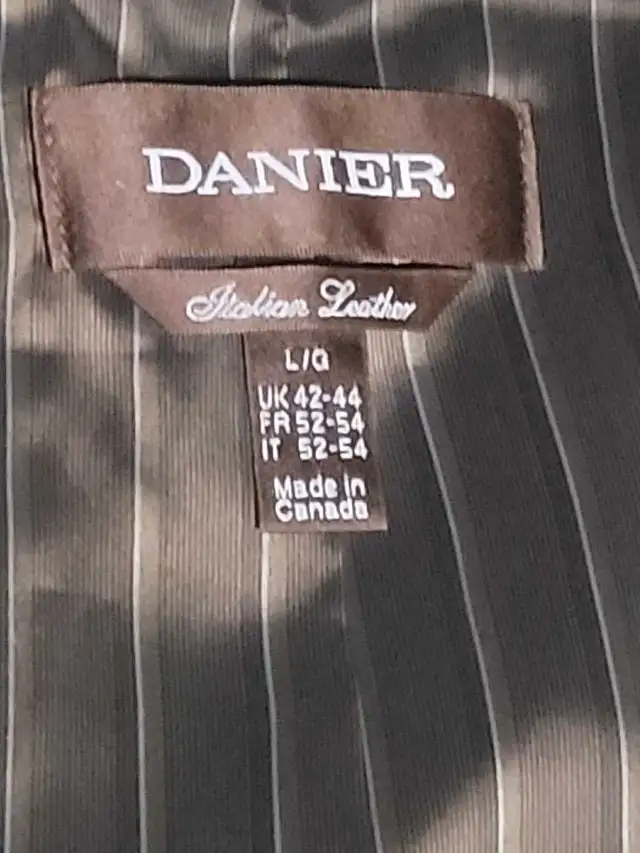 DANIER
Italian Leather
L/G
UK 42-44
FR 52-54
IT 52-54
Made in
Canada